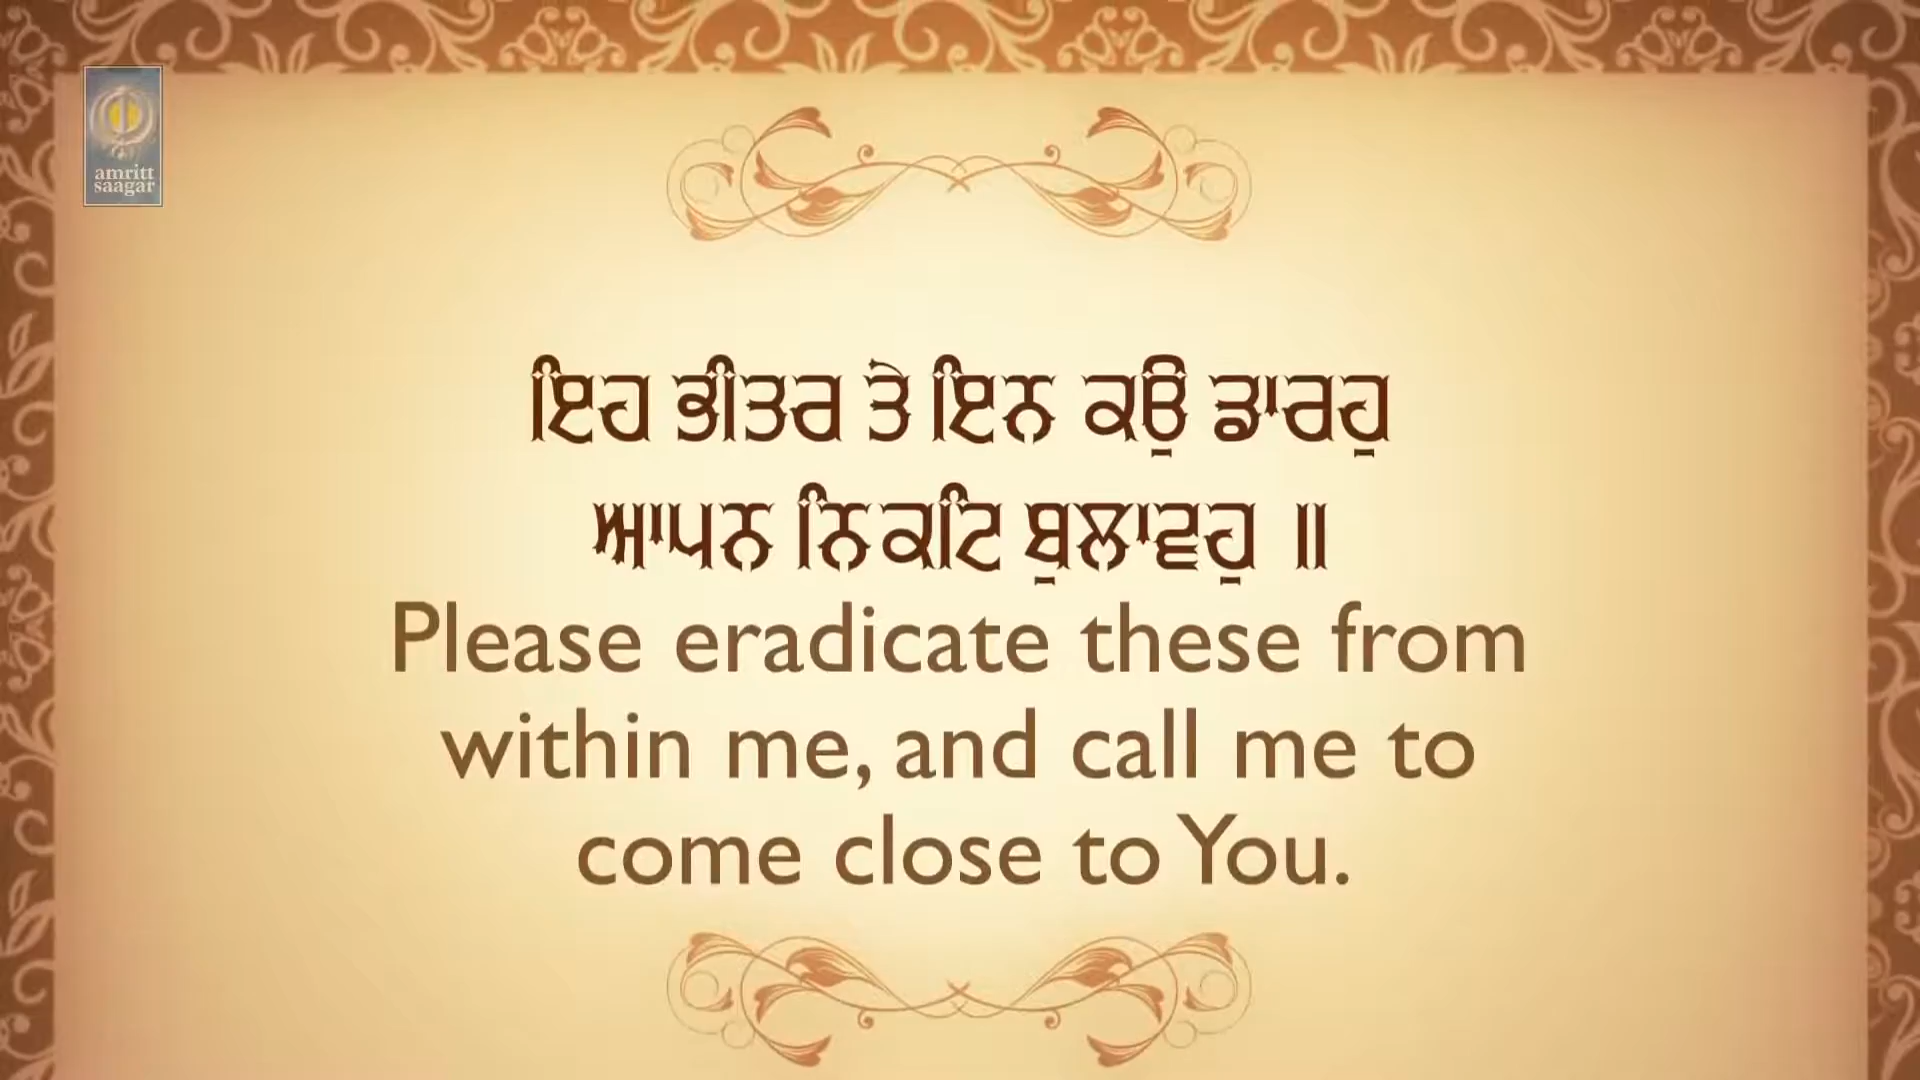 amritt
saagar
ਇਹ ਭੀਤਰ ਤੇ ਇਨ ਕਉ ਡਾਰਹੁ
ਆਪਨ ਨਿਕਟਿ ਬੁਲਾਵਹੁ ॥
Please eradicate these from
within me, and call me to
come close to You.